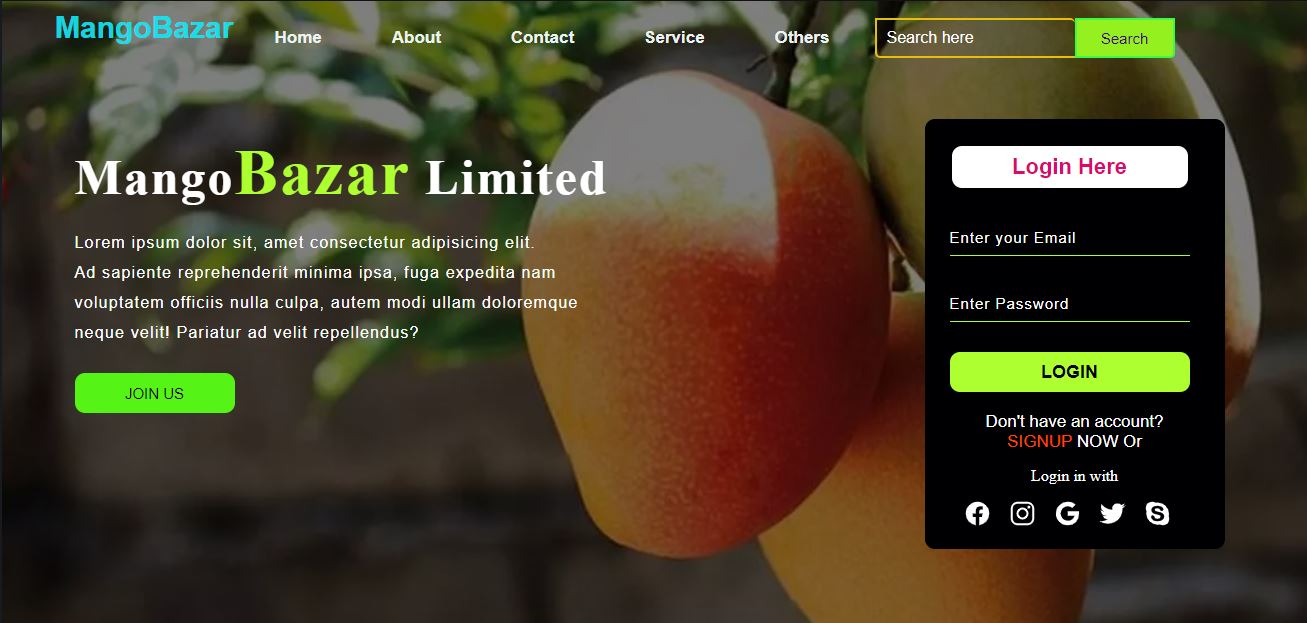 MangoBazar
Home About Contact Service Others
Search here Search
MangoBazar Limited
Lorem ipsum dolor sit, amet consectetur adipisicing elit.
Ad sapiente reprehenderit minima ipsa, fuga expedita nam
voluptatem officiis nulla culpa, autem modi ullam doloremque
neque velit! Pariatur ad velit repellendus?
JOIN US
Login Here
Enter your Email
Enter Password
LOGIN
Don't have an account?
SIGNUP NOW Or
Login in with